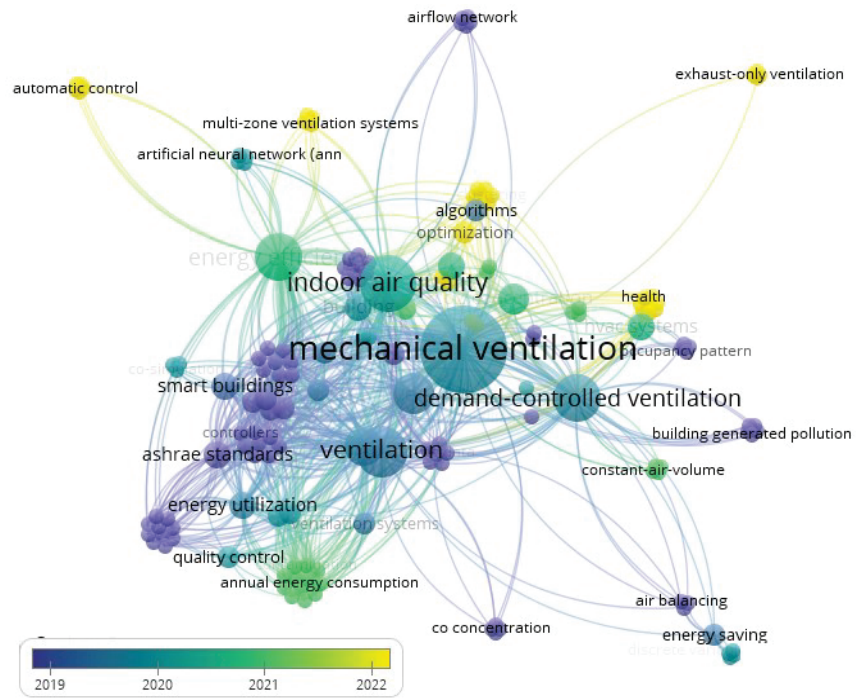 airflow network
exhaust-only ventilation
automatic control
multi-zone ventilation systems
artificial neural network (ann
algorithms
optimization
indoor air quality
building
health
hvac systems
mechanical ventilation
occupancy pattern
co-simulation
smart buildings
demand-controlled ventilation
controllers
building generated pollution
ashrae standards
ventilation
constant-air-volume
energy utilization
ventilation systems
quality control
annual energy consumption
air balancing
co concentration
energy saving
2019
2020
2021
2022